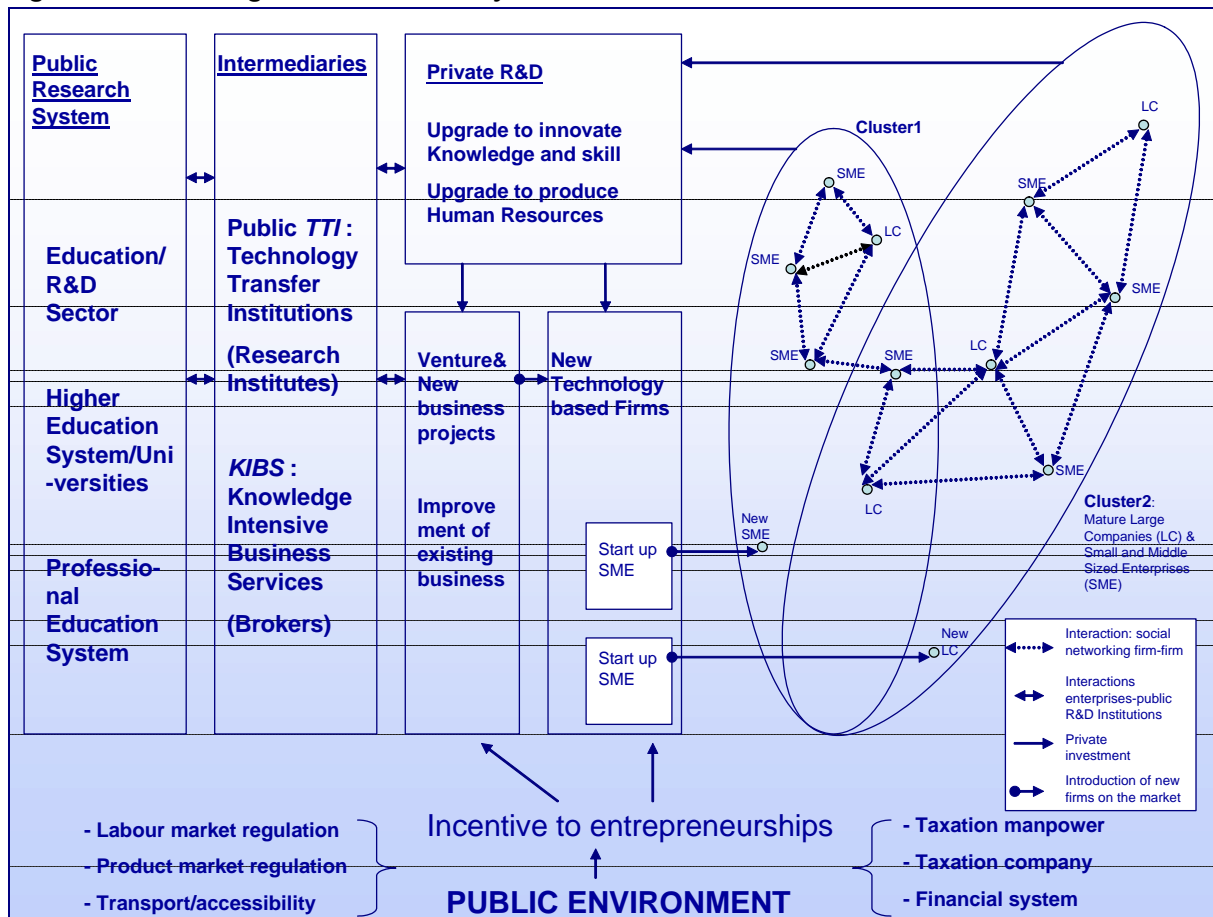 Public
Research
System
Education/
R&D
Sector
Higher
Education
System/Uni
-versities
Professio-
nal
Education
System
Intermediaries
Public TTI :
Technology
Transfer
Institutions
(Research
Institutes)
KIBS :
Knowledge
Intensive
Business
Services
(Brokers)
Private R&D
Upgrade to innovate
Knowledge and skill
Upgrade to produce
Human Resources
Venture&
New
business
projects
Improve
ment of
existing
business
New
Technology
based Firms
Start up
SME
Start up
SME
Cluster1
SME
LC
SME
SME
SME
LC
New
SME
LC
SME
SME
LC
SME
New
LC
Cluster2:
Mature Large
Companies (LC) &
Small and Middle
Sized Enterprises
(SME)
Interaction: social
networking firm-firm
Interactions
enterprises-public
R&D Institutions
Private
investment
Introduction of new
firms on the market
Incentive to entrepreneurships
- Labour market regulation
- Product market regulation
- Transport/accessibility
PUBLIC ENVIRONMENT
- Taxation manpower
- Taxation company
- Financial system